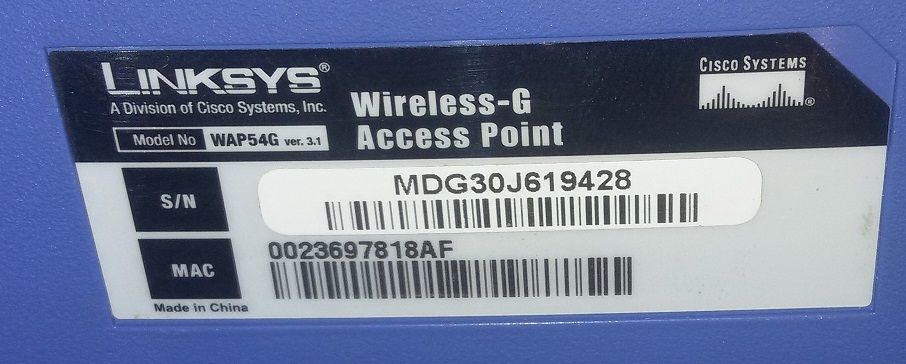 LINKSYS®
A Division of Cisco Systems, Inc.
Model No WAP54G ver. 3.1
Wireless-G
Access Point
CISCO SYSTEMS
®
S/N
MDG30J619428
MAC
0023697818AF
Made in China